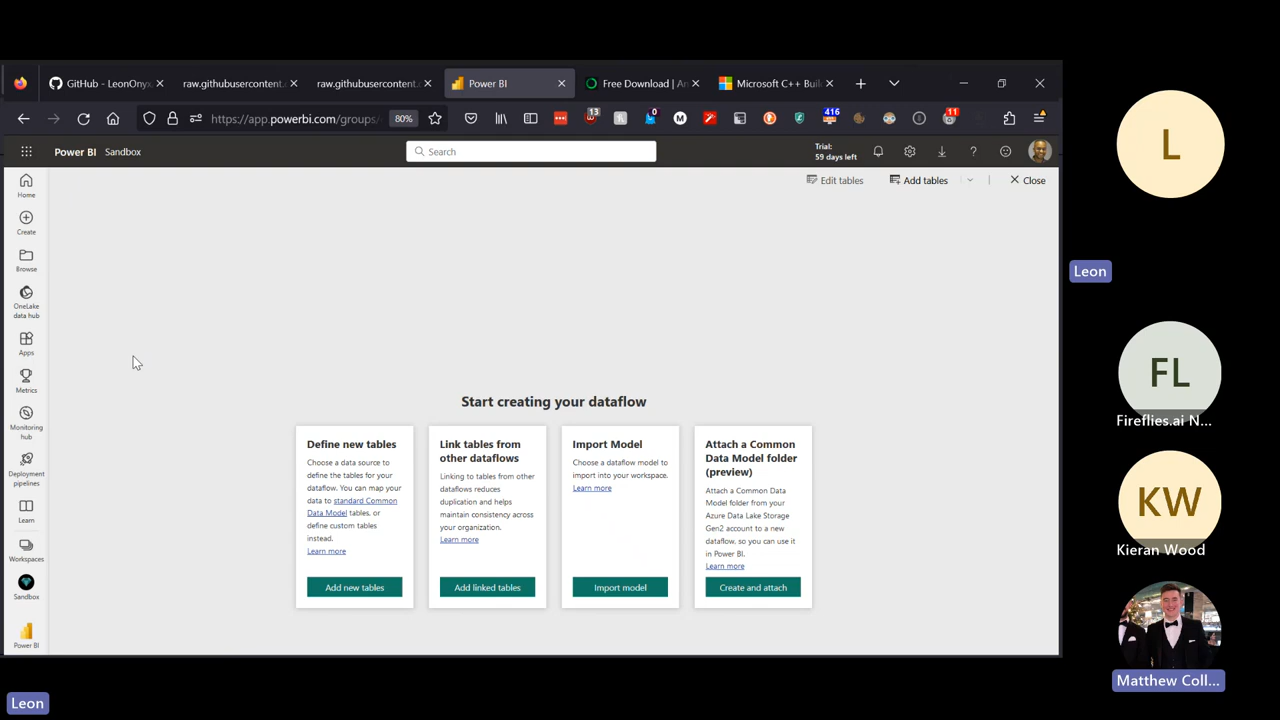 GitHub - LeonOny
raw.githubusercontent.
raw.githubusercontent.
Power BI
Free Download | An
Microsoft C++ Buil
https://app.powerbi.com/groups/
80%
13
0
416
11
Power BI Sandbox
Search
Trial:
59 days left
Edit tables
Add tables
Close
Home
Create
Browse
OneLake
data hub
Apps
Metrics
Monitoring
hub
Deployment
pipelines
Learn
Workspaces
Sandbox
Power BI
Start creating your dataflow
Define new tables
Choose a data source to
define the tables for your
dataflow. You can map your
data to standard Common
Data Model tables, or
define custom tables
instead.
Learn more
Add new tables
Link tables from
other dataflows
Linking to tables from other
dataflows reduces
duplication and helps
maintain consistency across
your organization.
Learn more
Add linked tables
Import Model
Choose a dataflow model to
import into your workspace.
Learn more
Import model
Attach a Common
Data Model folder
(preview)
Attach a Common Data
Model folder from your
Azure Data Lake Storage
Gen2 account to a new
dataflow, so you can use it
in Power BI.
Learn more
Create and attach
L
Leon
FL
Fireflies.ai N...
KW
Kieran Wood
Matthew Coll...
Leon